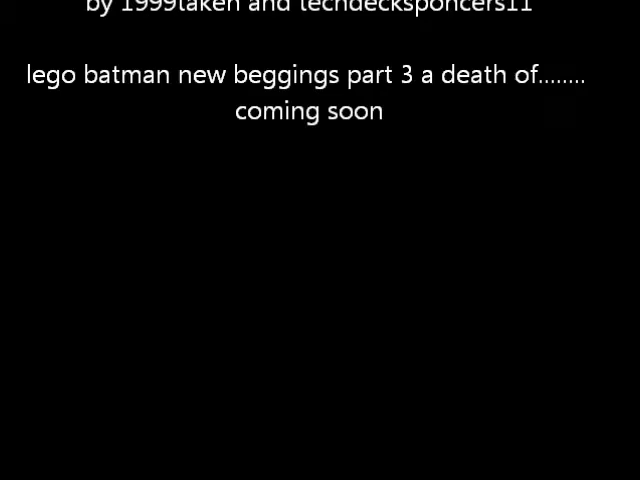 by 1999taken and techdecksponcers11
lego batman new beggings part 3 a death of........
coming soon